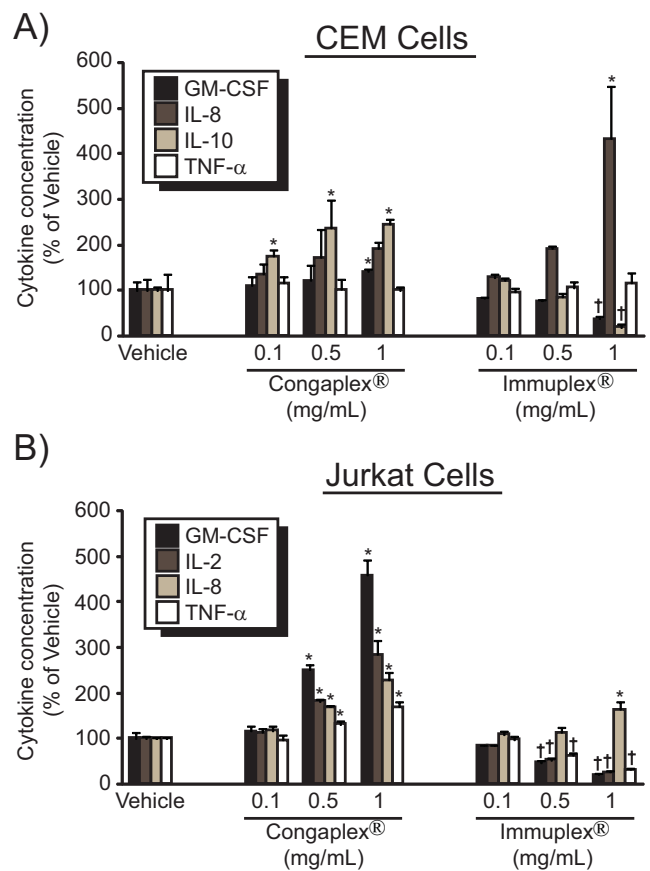 A)
CEM Cells
Cytokine concentration
(% of Vehicle)
600
500
400
300
200
100
0
GM-CSF
IL-8
IL-10
TNF-α
* * * * * † †
Vehicle 0.1 0.5 1 0.1 0.5 1
Congaplex® Immuplex®
(mg/mL) (mg/mL)
B)
Jurkat Cells
Cytokine concentration
(% of Vehicle)
600
500
400
300
200
100
0
GM-CSF
IL-2
IL-8
TNF-α
* * * * * * * * † † † † † * †
Vehicle 0.1 0.5 1 0.1 0.5 1
Congaplex® Immuplex®
(mg/mL) (mg/mL)